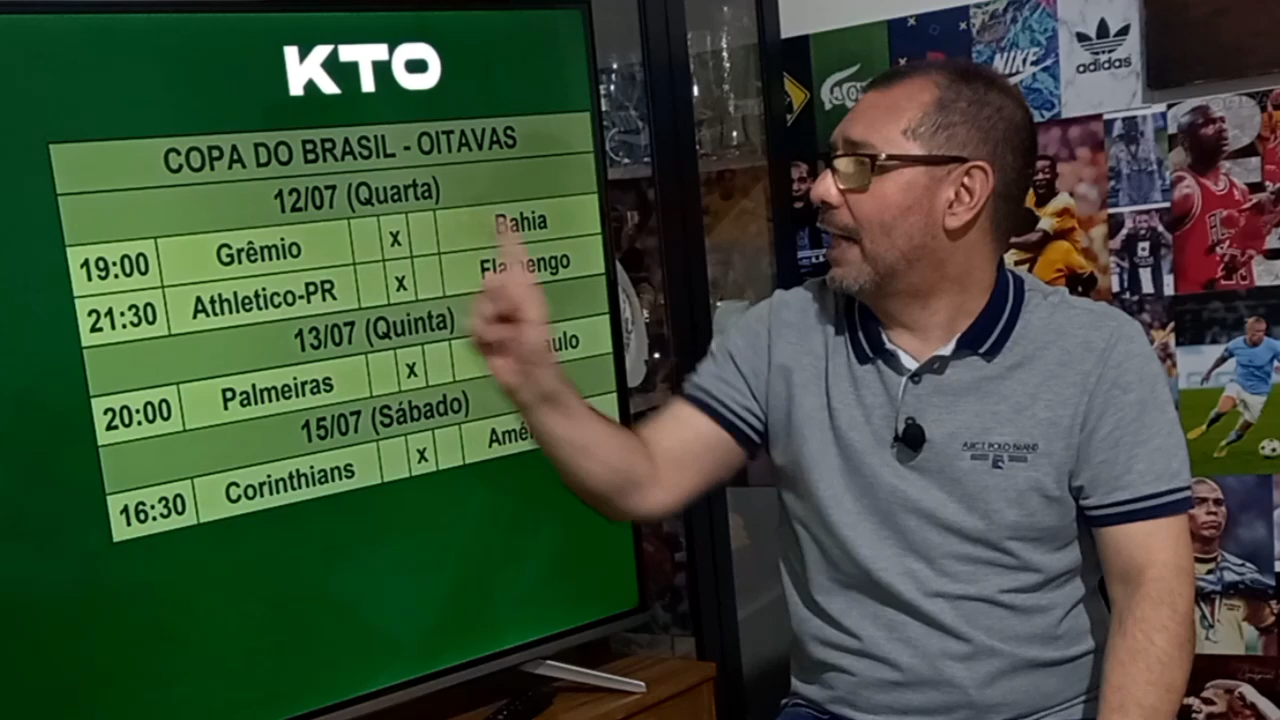 KTO
COPA DO BRASIL - OITAVAS
12/07 (Quarta)
19:00 Grêmio x Bahia
21:30 Athletico-PR x Flamengo
13/07 (Quinta)
20:00 Palmeiras x
15/07 (Sábado)
16:30 Corinthians x
NIKE
adidas